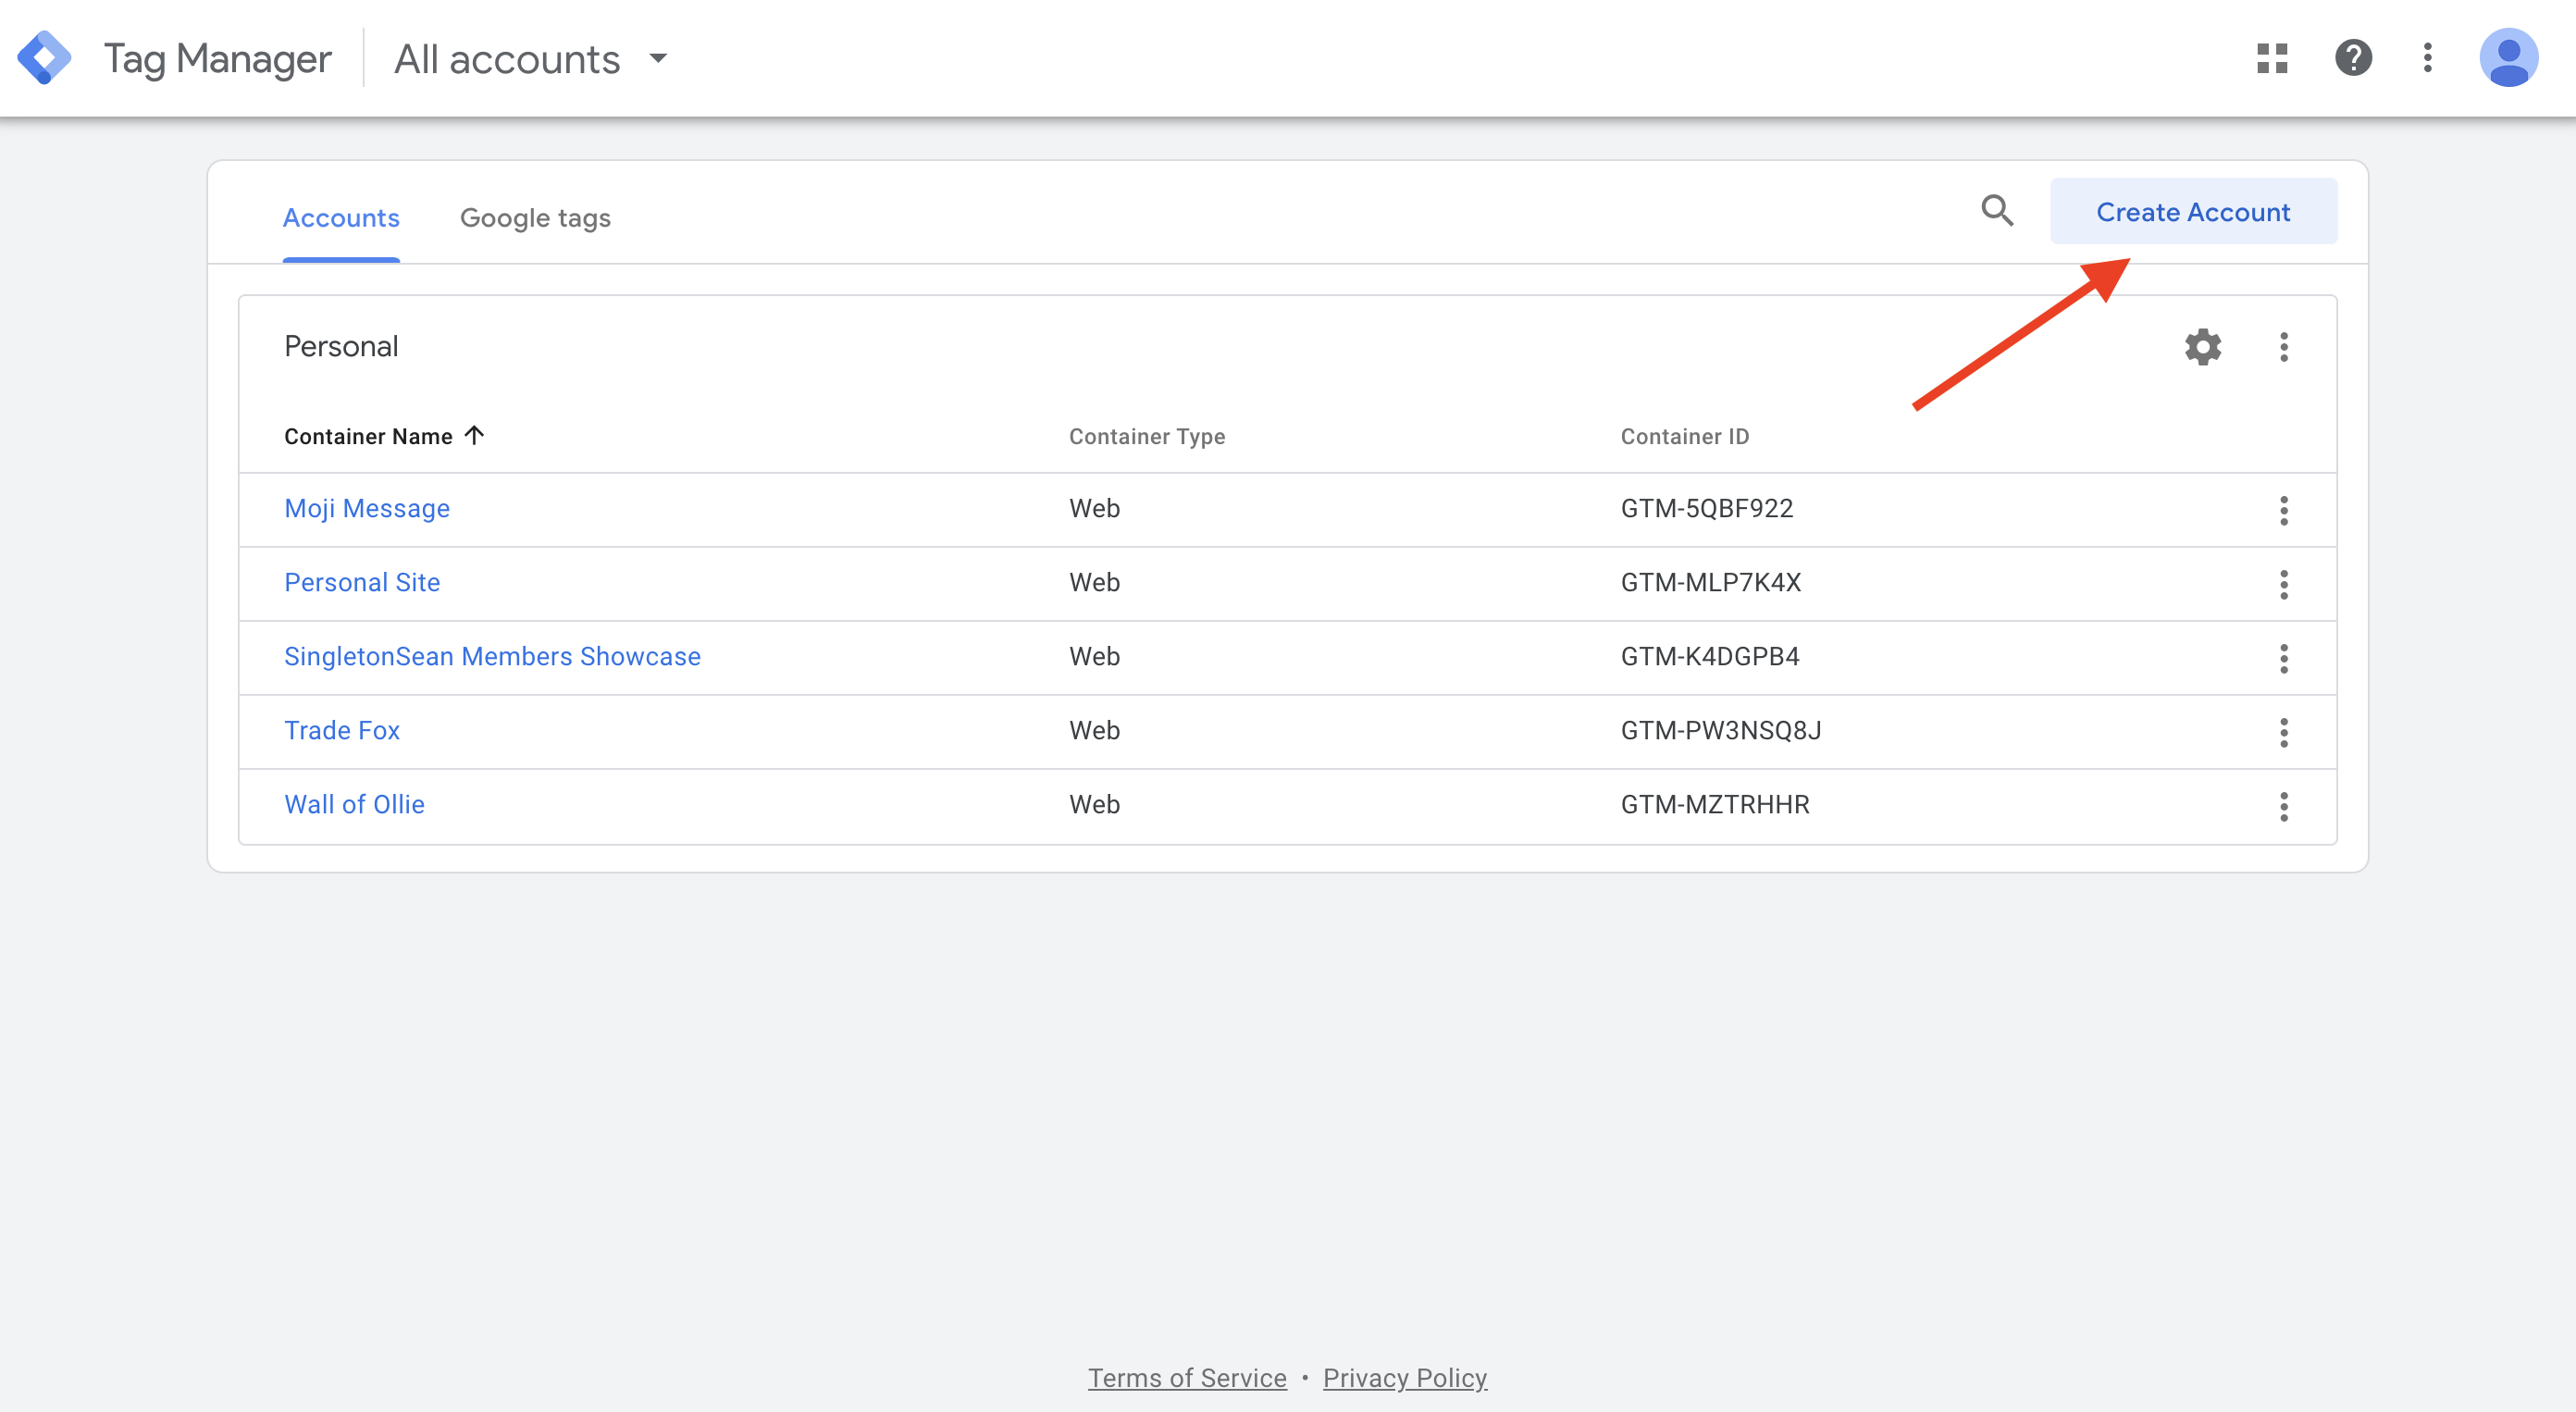 Tag Manager All accounts
Accounts Google tags Create Account
Personal
Container Name Container Type Container ID
Moji Message Web GTM-5QBF922
Personal Site Web GTM-MLP7K4X
SingletonSean Members Showcase Web GTM-K4DGPB4
Trade Fox Web GTM-PW3NSQ8J
Wall of Ollie Web GTM-MZTRHHR
Terms of Service • Privacy Policy